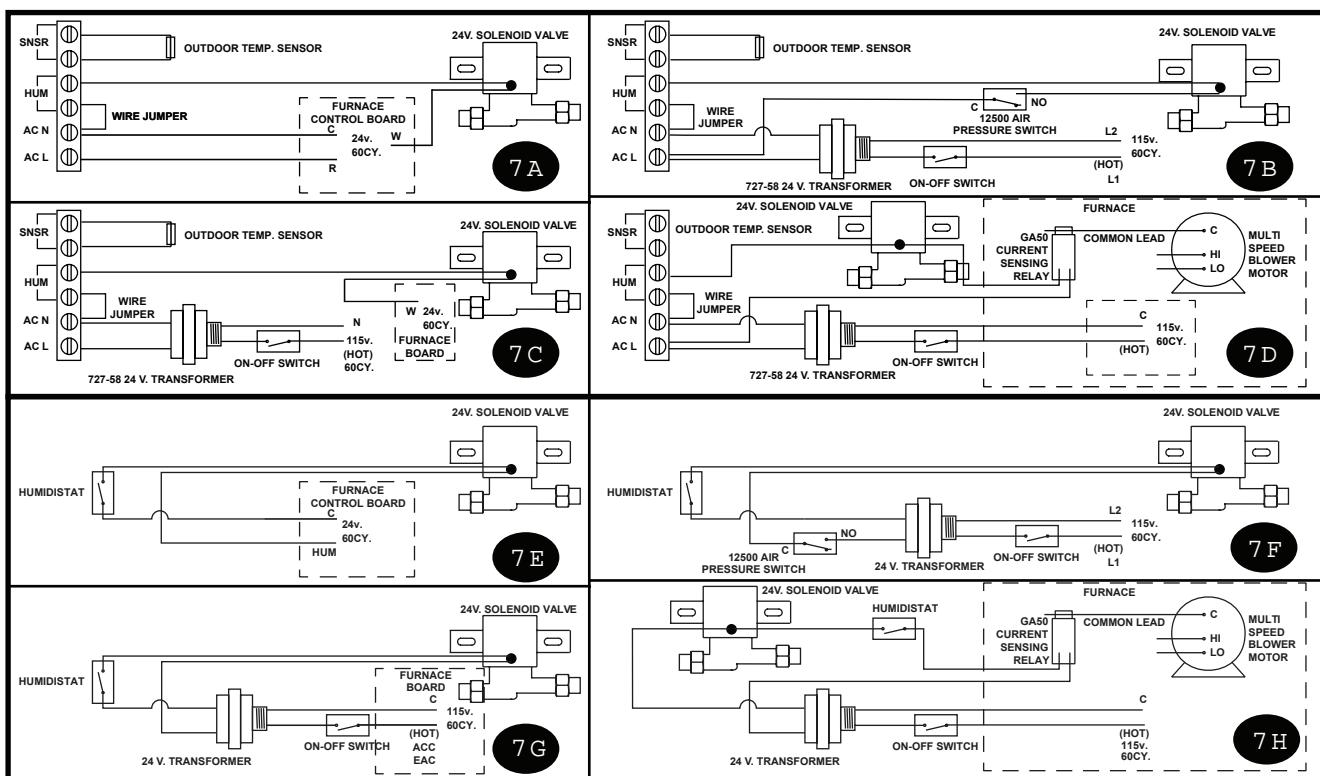 SNSR
OUTDOOR TEMP. SENSOR
24V. SOLENOID VALVE
HUM
WIRE JUMPER
FURNACE
CONTROL BOARD
C
24v.
60CY.
W
AC N
AC L
R
7A
SNSR
OUTDOOR TEMP. SENSOR
24V. SOLENOID VALVE
HUM
WIRE
JUMPER
C
NO
12500 AIR
PRESSURE SWITCH
AC N
AC L
L2
115v.
60CY.
(HOT)
L1
727-58 24 V. TRANSFORMER
ON-OFF SWITCH
7B
SNSR
OUTDOOR TEMP. SENSOR
24V. SOLENOID VALVE
HUM
WIRE
JUMPER
AC N
AC L
N
115v.
(HOT)
60CY.
W
24v.
60CY.
FURNACE
BOARD
ON-OFF SWITCH
727-58 24 V. TRANSFORMER
7C
24V. SOLENOID VALVE
SNSR
OUTDOOR TEMP. SENSOR
FURNACE
GA50
CURRENT
SENSING
RELAY
COMMON LEAD
C
HI
LO
MULTI
SPEED
BLOWER
MOTOR
HUM
WIRE
JUMPER
AC N
AC L
C
115v.
60CY.
(HOT)
ON-OFF SWITCH
727-58 24 V. TRANSFORMER
7D
24V. SOLENOID VALVE
HUMIDISTAT
FURNACE
CONTROL BOARD
C
24v.
60CY.
HUM
7E
24V. SOLENOID VALVE
HUMIDISTAT
L2
115v.
60CY.
(HOT)
L1
NO
C
12500 AIR
PRESSURE SWITCH
24 V. TRANSFORMER
ON-OFF SWITCH
7F
24V. SOLENOID VALVE
HUMIDISTAT
FURNACE
BOARD
C
115v.
60CY.
(HOT)
ACC
EAC
ON-OFF SWITCH
24 V. TRANSFORMER
7G
24V. SOLENOID VALVE
HUMIDISTAT
FURNACE
GA50
CURRENT
SENSING
RELAY
COMMON LEAD
C
HI
LO
MULTI
SPEED
BLOWER
MOTOR
C
(HOT)
115v.
60CY.
24 V. TRANSFORMER
ON-OFF SWITCH
7H